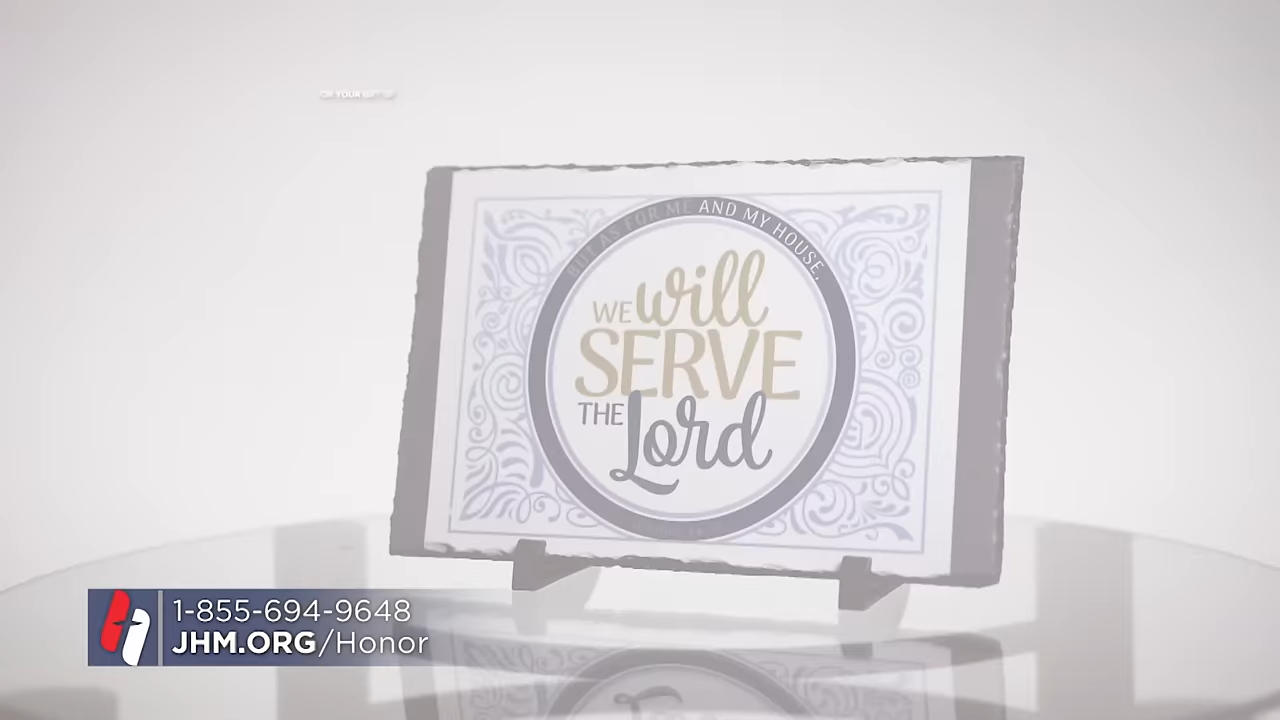 YOUR
BUT AS FOR ME AND MY HOUSE,
WE will
SERVE
THE Lord
1-855-694-9648
JHM.ORG/Honor